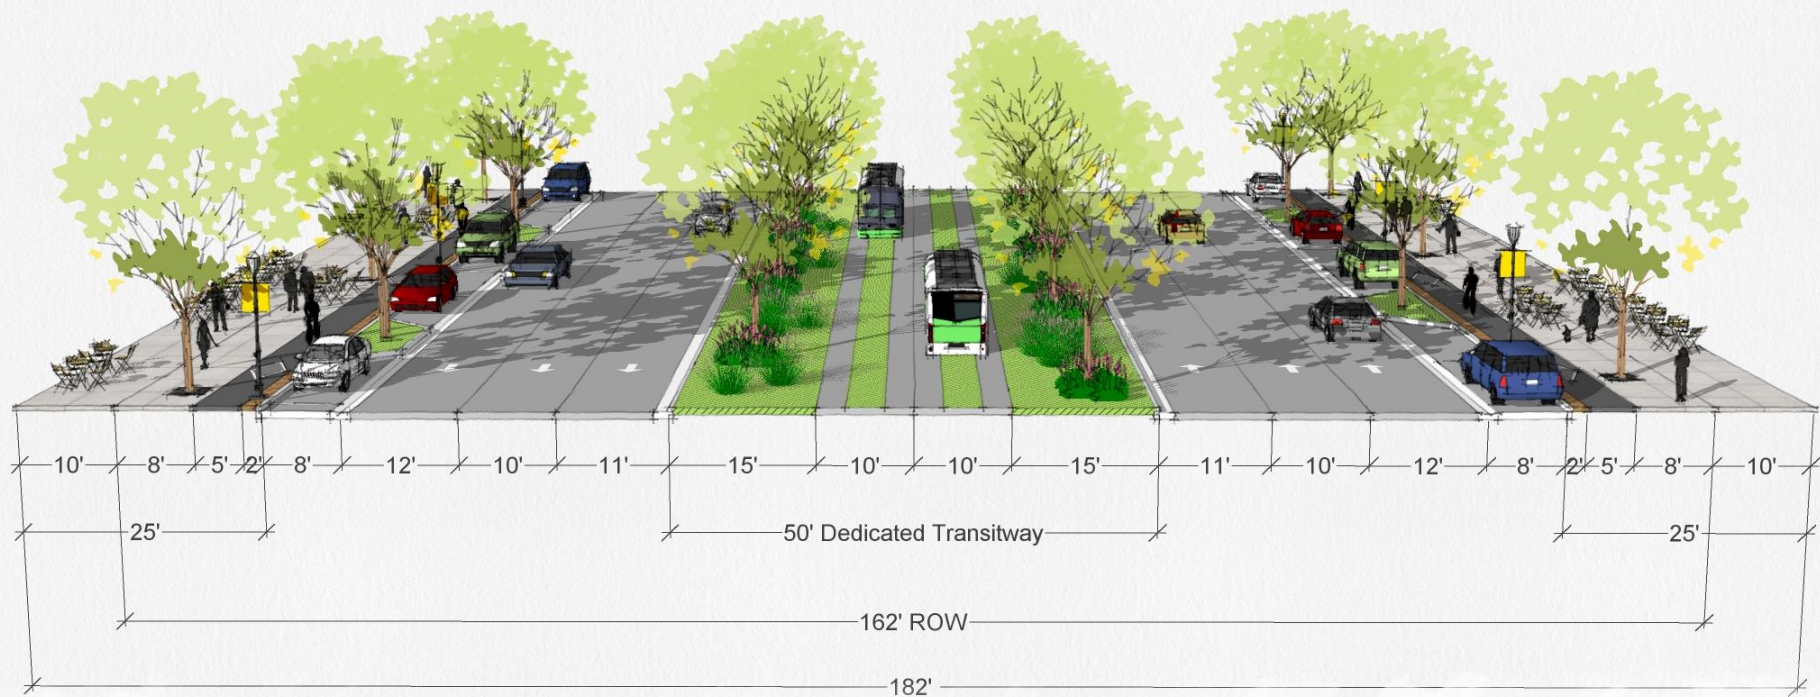 10' 8' 5' 2' 8' 12' 10' 11' 15' 10' 10' 15' 11' 10' 12' 8' 2' 5' 8' 10'
25' 50' Dedicated Transitway 25'
162' ROW
182'